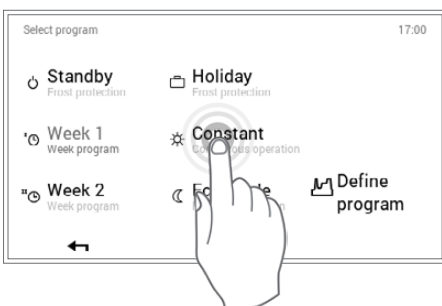 Select program
17:00
Standby
Frost protection
Holiday
Frost protection
Week 1
Week program
Constant
operation
Week 2
Week program
Define
program